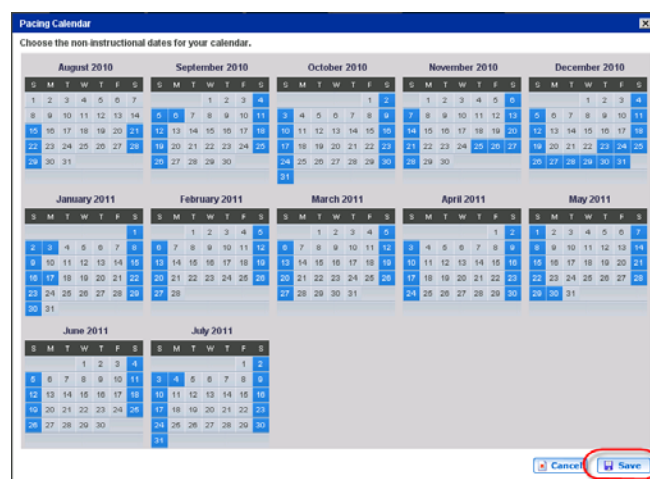 Pacing Calendar
Choose the non-instructional dates for your calendar.
August 2010 September 2010 October 2010 November 2010 December 2010
S M T W T F S S M T W T F S S M T W T F S S M T W T F S S M T W T F S
1 2 3 4 5 6 7 1 2 3 4 1 2 1 2 3 4 5 6 1 2 3 4
8 9 10 11 12 13 14 5 6 7 8 9 10 11 3 4 5 6 7 8 9 7 8 9 10 11 12 13 5 6 7 8 9 10 11
15 16 17 18 19 20 21 12 13 14 15 16 17 18 10 11 12 13 14 15 16 14 15 16 17 18 19 20 12 13 14 15 16 17 18
22 23 24 25 26 27 28 19 20 21 22 23 24 25 17 18 19 20 21 22 23 21 22 23 24 25 26 27 19 20 21 22 23 24 25
29 30 31 26 27 28 29 30 24 25 26 27 28 29 30 28 29 30 26 27 28 29 30 31
31
January 2011 February 2011 March 2011 April 2011 May 2011
S M T W T F S S M T W T F S S M T W T F S S M T W T F S S M T W T F S
1 1 2 3 4 5 1 2 3 4 5 1 2 1 2 3 4 5 6 7
2 3 4 5 6 7 8 6 7 8 9 10 11 12 6 7 8 9 10 11 12 3 4 5 6 7 8 9 8 9 10 11 12 13 14
9 10 11 12 13 14 15 13 14 15 16 17 18 19 13 14 15 16 17 18 19 10 11 12 13 14 15 16 15 16 17 18 19 20 21
16 17 18 19 20 21 22 20 21 22 23 24 25 26 20 21 22 23 24 25 26 17 18 19 20 21 22 23 22 23 24 25 26 27 28
23 24 25 26 27 28 29 27 28 27 28 29 30 31 24 25 26 27 28 29 30 29 30 31
30 31
June 2011 July 2011
S M T W T F S S M T W T F S
1 2 3 4 1 2
5 6 7 8 9 10 11 3 4 5 6 7 8 9
12 13 14 15 16 17 18 10 11 12 13 14 15 16
19 20 21 22 23 24 25 17 18 19 20 21 22 23
26 27 28 29 30 24 25 26 27 28 29 30
31
Cancel Save